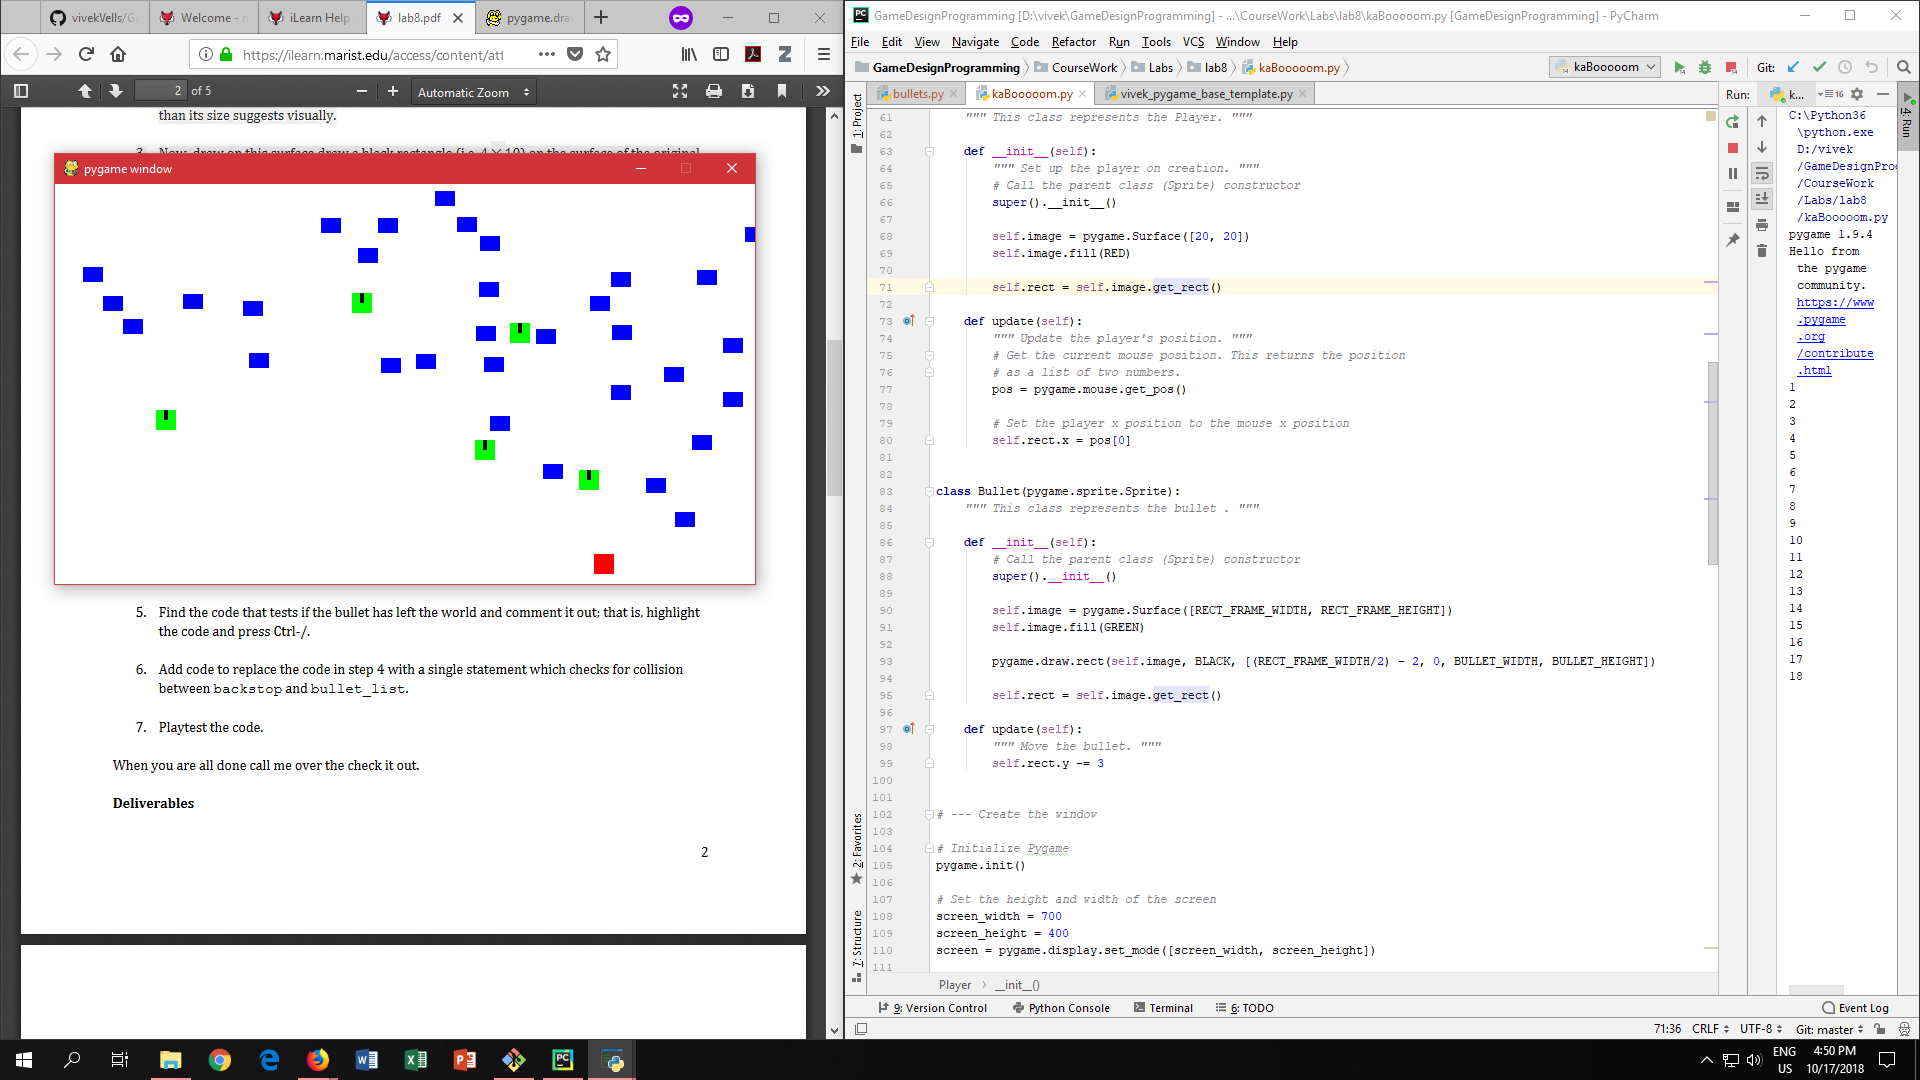 vivekVells/G
Welcome - r
iLearn Help
lab8.pdf
pygame.dra
https://ilearn.marist.edu/access/content/att
2 of 5
Automatic Zoom
than its size suggests visually.
pygame window
5. Find the code that tests if the bullet has left the world and comment it out; that is, highlight
the code and press Ctrl-/.
6. Add code to replace the code in step 4 with a single statement which checks for collision
between backstop and bullet_list.
7. Playtest the code.
When you are all done call me over the check it out.
Deliverables
2
GameDesignProgramming [D:\vivek\GameDesignProgramming] - ...\CourseWork\Labs\lab8\kaBooooom.py [GameDesignProgramming] - PyCharm
File Edit View Navigate Code Refactor Run Tools VCS Window Help
GameDesignProgramming CourseWork Labs lab8 kaBooooom.py kaBooooom Git:
bullets.py kaBooooom.py vivek_pygame_base_template.py
1: Project
2: Favorites
7: Structure
61 """ This class represents the Player. """
62
63 def __init__(self):
64 """ Set up the player on creation. """
65 # Call the parent class (Sprite) constructor
66 super().__init__()
67
68 self.image = pygame.Surface([20, 20])
69 self.image.fill(RED)
70
71 self.rect = self.image.get_rect()
72
73 def update(self):
74 """ Update the player's position. """
75 # Get the current mouse position. This returns the position
76 # as a list of two numbers.
77 pos = pygame.mouse.get_pos()
78
79 # Set the player x position to the mouse x position
80 self.rect.x = pos[0]
81
82
83 class Bullet(pygame.sprite.Sprite):
84 """ This class represents the bullet . """
85
86 def __init__(self):
87 # Call the parent class (Sprite) constructor
88 super().__init__()
89
90 self.image = pygame.Surface([RECT_FRAME_WIDTH, RECT_FRAME_HEIGHT])
91 self.image.fill(GREEN)
92
93 pygame.draw.rect(self.image, BLACK, [(RECT_FRAME_WIDTH/2) - 2, 0, BULLET_WIDTH, BULLET_HEIGHT])
94
95 self.rect = self.image.get_rect()
96
97 def update(self):
98 """ Move the bullet. """
99 self.rect.y -= 3
100
101
102 # --- Create the window
103
104 # Initialize Pygame
105 pygame.init()
106
107 # Set the height and width of the screen
108 screen_width = 700
109 screen_height = 400
110 screen = pygame.display.set_mode([screen_width, screen_height])
111
Player __init__()
Run: k... 16
4: Run
C:\Python36
\python.exe
D:/vivek
/GameDesignProg
/CourseWork
/Labs/lab8
/kaBooooom.py
pygame 1.9.4
Hello from
the pygame
community.
https://www
.pygame
.org
/contribute
.html
1
2
3
4
5
6
7
8
9
10
11
12
13
14
15
16
17
18
9: Version Control Python Console Terminal 6: TODO Event Log
71:36 CRLF UTF-8 Git: master
ENG
US
4:50 PM
10/17/2018